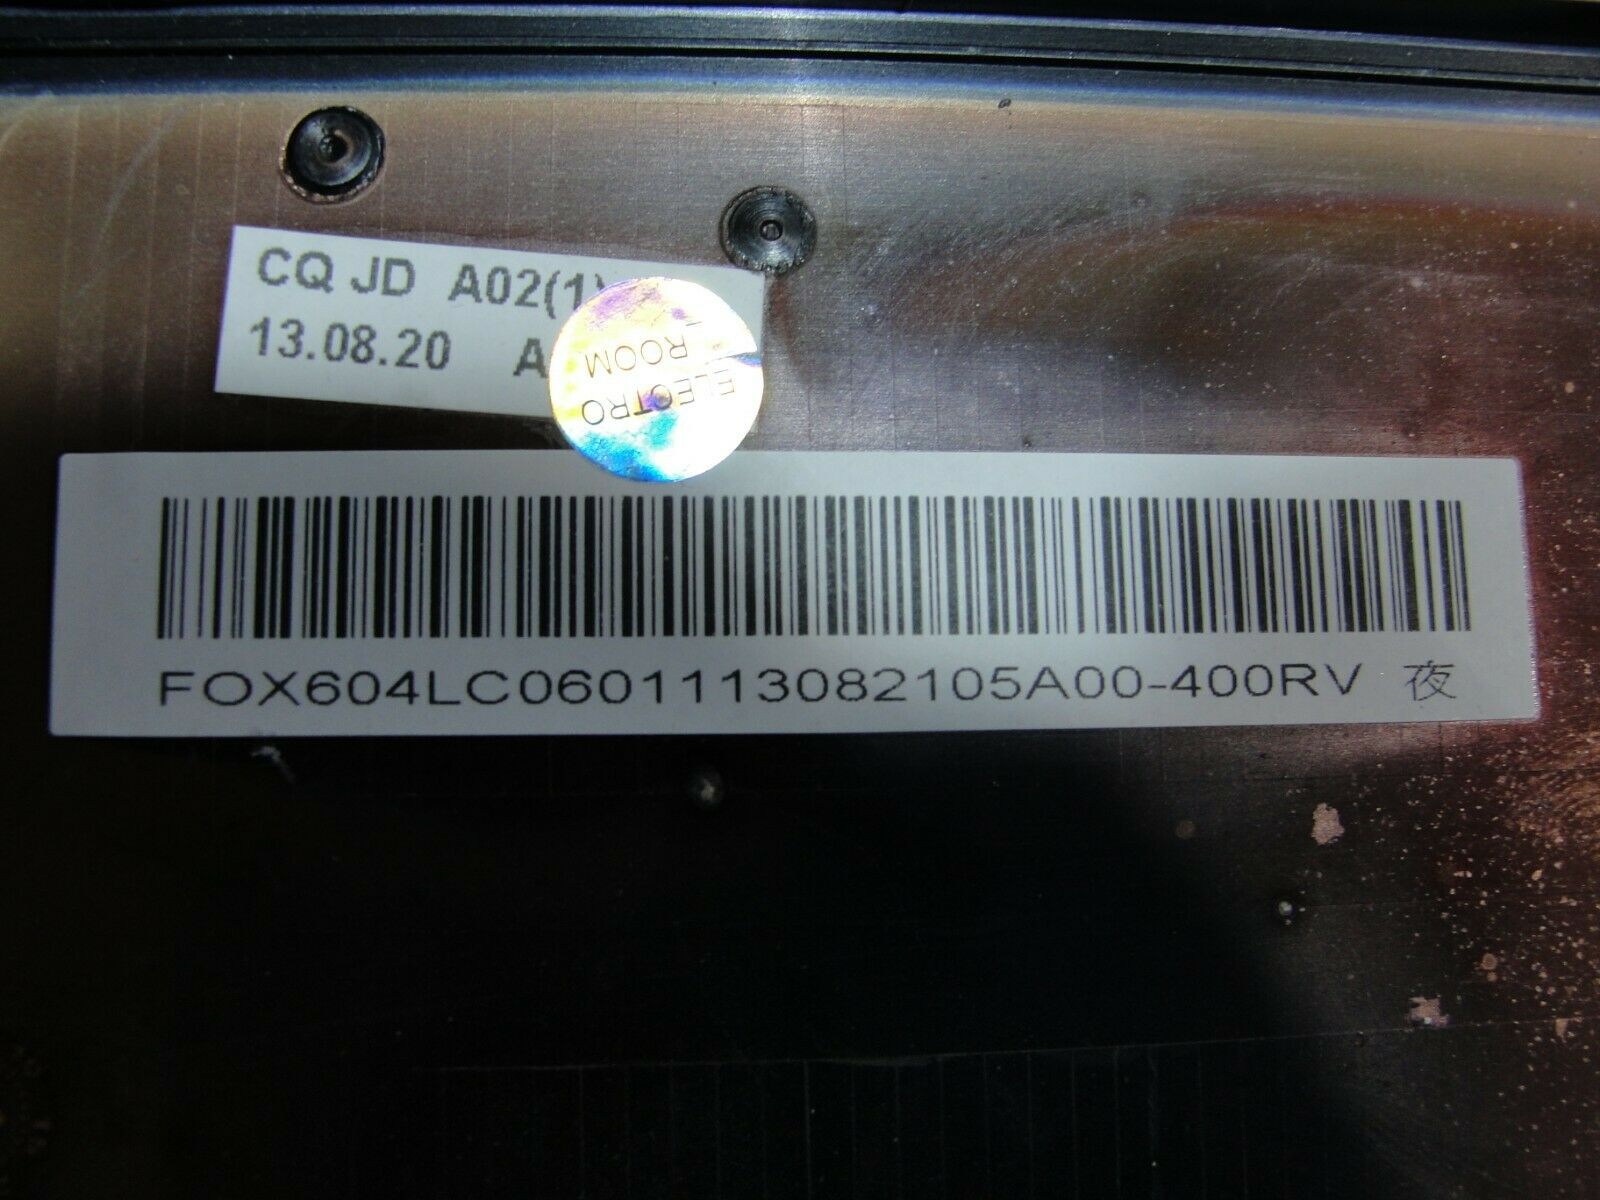 CQ JD A02(1)
13.08.20 A
ELECTRO
ROOM
FOX604LC0601113082105A00-400RV 夜